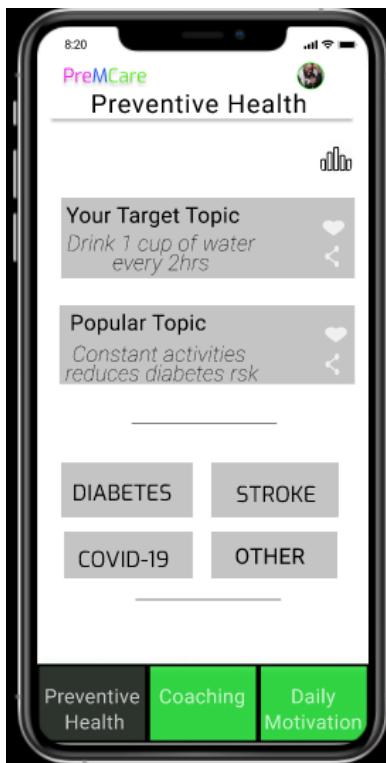 8:20
PreMCare
Preventive Health
Your Target Topic
Drink 1 cup of water
every 2hrs
Popular Topic
Constant activities
reduces diabetes rsk
DIABETES
STROKE
COVID-19
OTHER
Preventive
Health
Coaching
Daily
Motivation